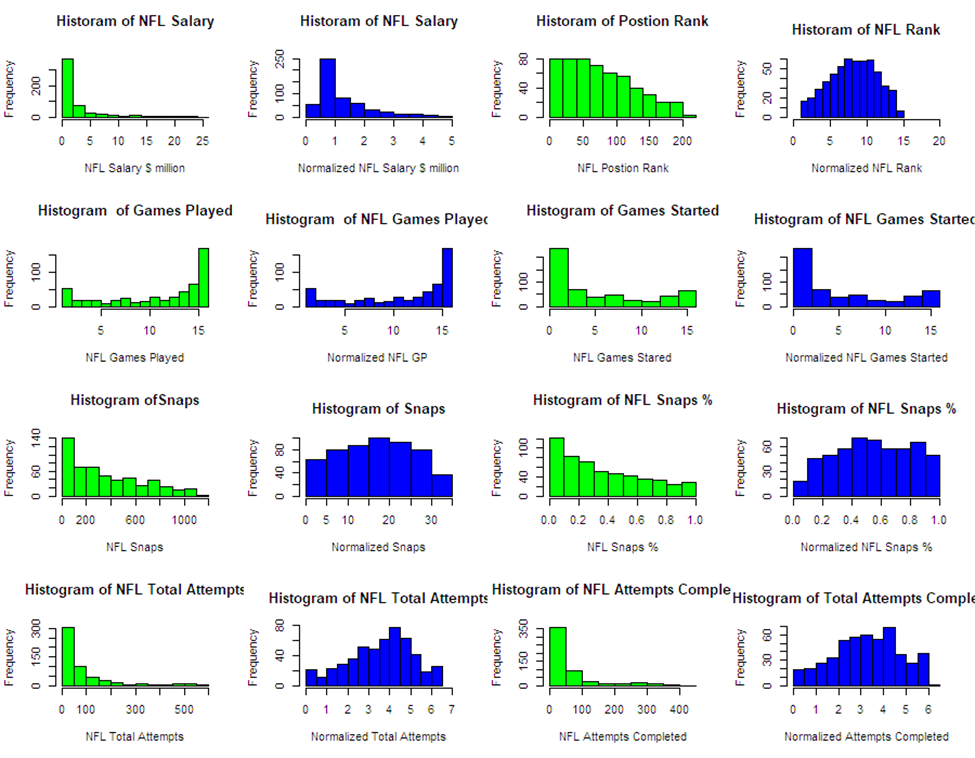 Historam of NFL Salary
Frequency
0 200
0 5 10 15 20 25
NFL Salary $ million
Historam of NFL Salary
Frequency
0 100 250
0 1 2 3 4 5
Normalized NFL Salary $ million
Historam of Postion Rank
Frequency
0 40 80
0 50 100 150 200
NFL Postion Rank
Historam of NFL Rank
Frequency
0 20 50
0 5 10 15 20
Normalized NFL Rank
Histogram of Games Played
Frequency
0 100
5 10 15
NFL Games Played
Histogram of NFL Games Played
Frequency
0 100
5 10 15
Normalized NFL GP
Histogram of Games Started
Frequency
0 100
0 5 10 15
NFL Games Stared
Histogram of NFL Games Started
Frequency
0 100
0 5 10 15
Normalized NFL Games Started
Histogram ofSnaps
Frequency
0 60 140
0 200 600 1000
NFL Snaps
Histogram of Snaps
Frequency
0 40 80
0 5 10 20 30
Normalized Snaps
Histogram of NFL Snaps %
Frequency
0 40 100
0.0 0.2 0.4 0.6 0.8 1.0
NFL Snaps %
Histogram of NFL Snaps %
Frequency
0 30 60
0.0 0.2 0.4 0.6 0.8 1.0
Normalized NFL Snaps %
Histogram of NFL Total Attempts
Frequency
0 150 300
0 100 300 500
NFL Total Attempts
Histogram of NFL Total Attempts
Frequency
0 40 80
0 1 2 3 4 5 6 7
Normalized Total Attempts
Histogram of NFL Attempts Comple
Frequency
0 150 350
0 100 200 300 400
NFL Attempts Completed
Histogram of Total Attempts Comple
Frequency
0 30 60
0 1 2 3 4 5 6
Normalized Attempts Completed